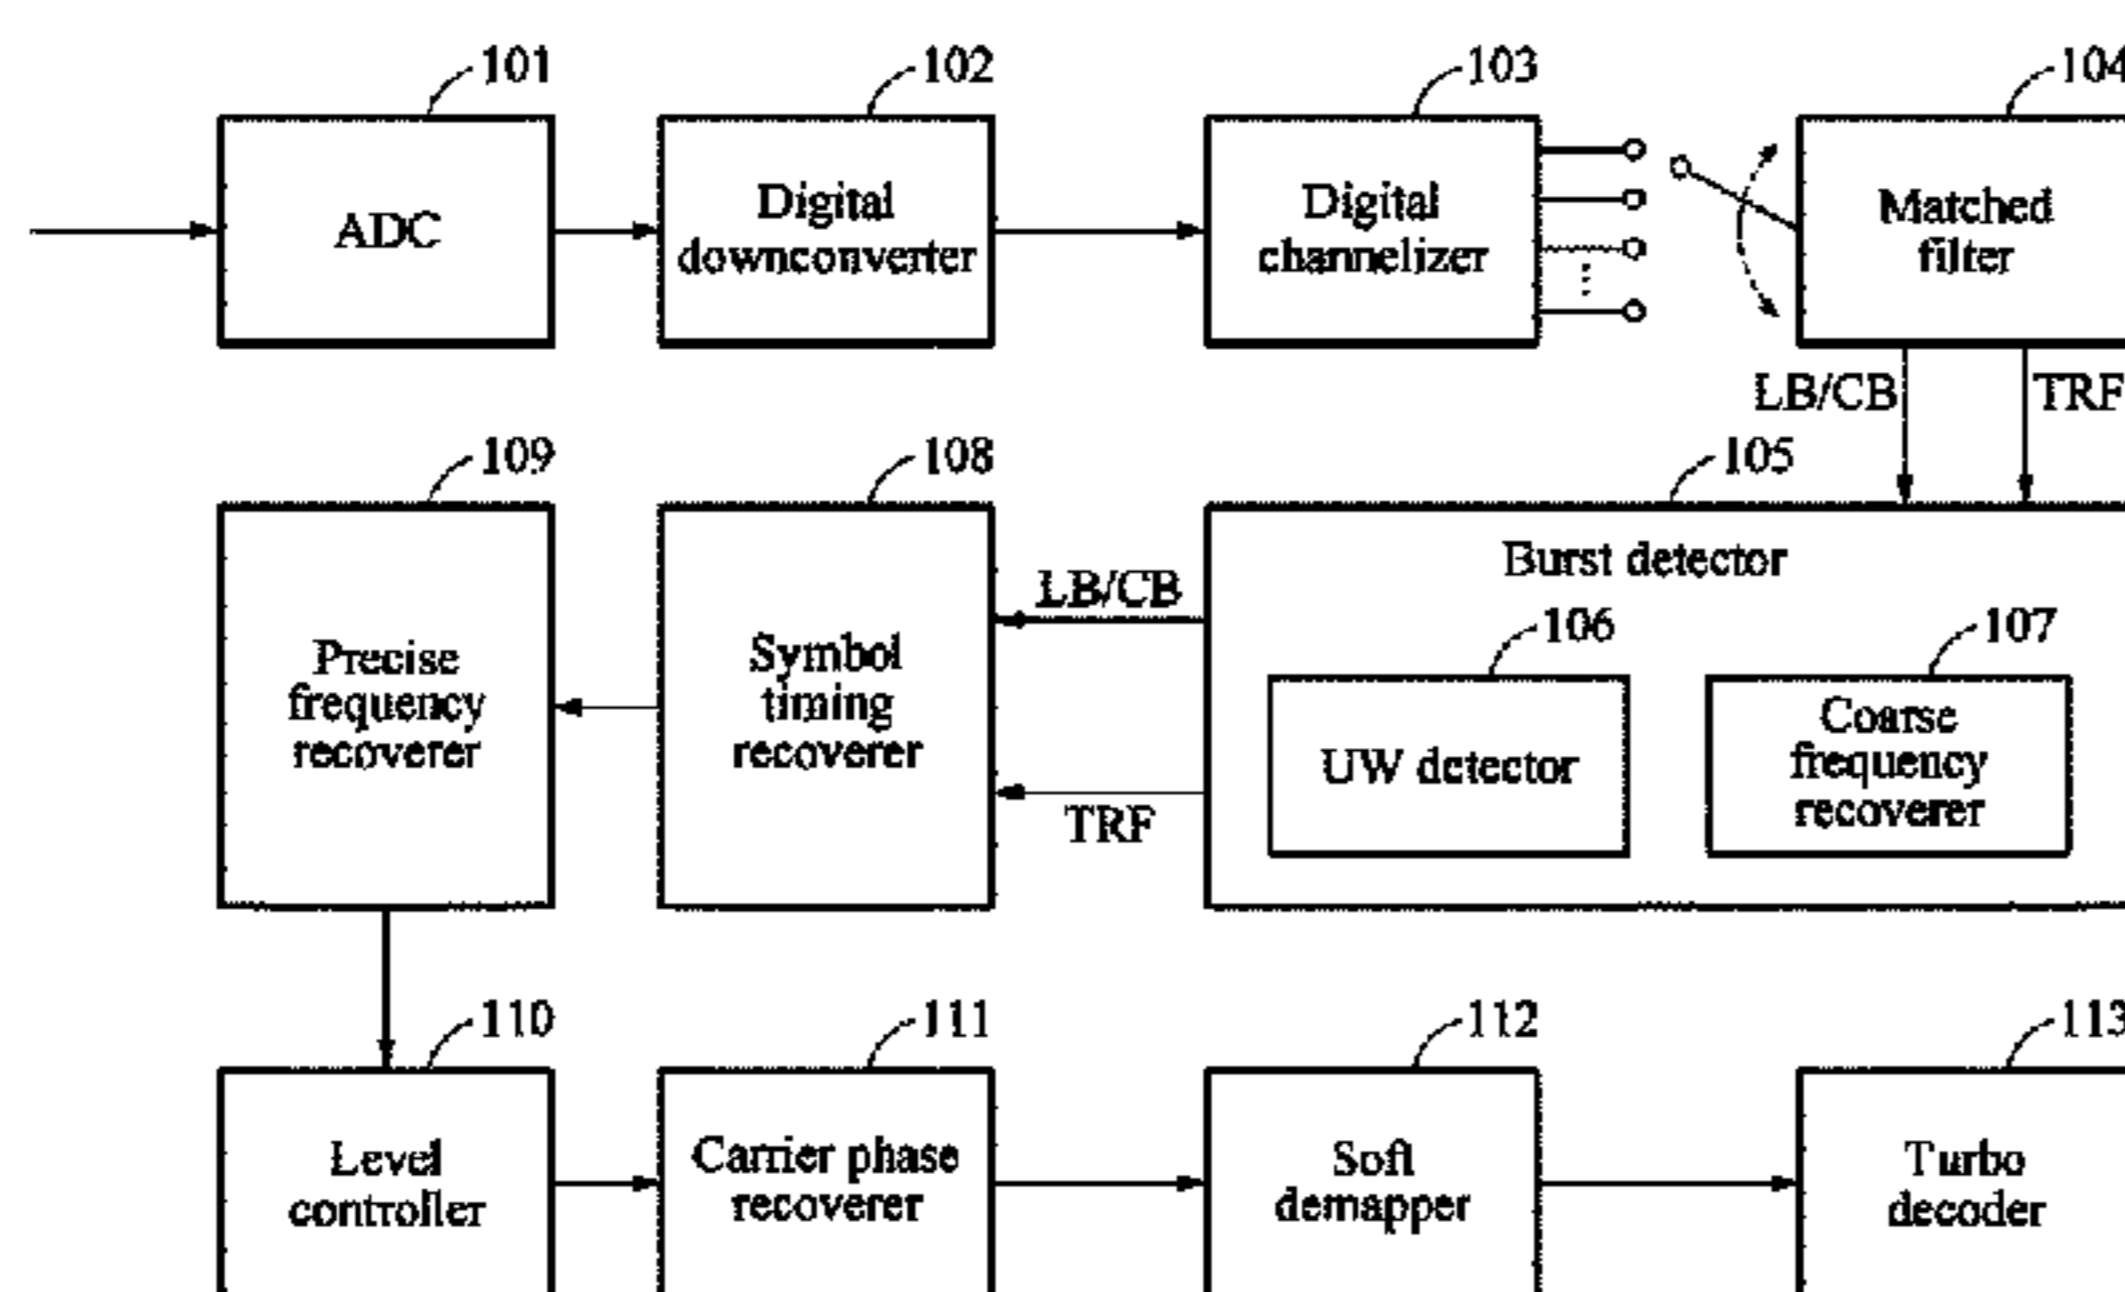 101
102
103
104
ADC
Digital
downconverter
Digital
channelizer
Matched
filter
LB/CB
TRF
109
108
105
Burst detector
LB/CB
106
107
Precise
frequency
recoverer
Symbol
timing
recoverer
UW detector
Coarse
frequency
recoverer
TRF
110
111
112
113
Level
controller
Carrier phase
recoverer
Soft
demapper
Turbo
decoder